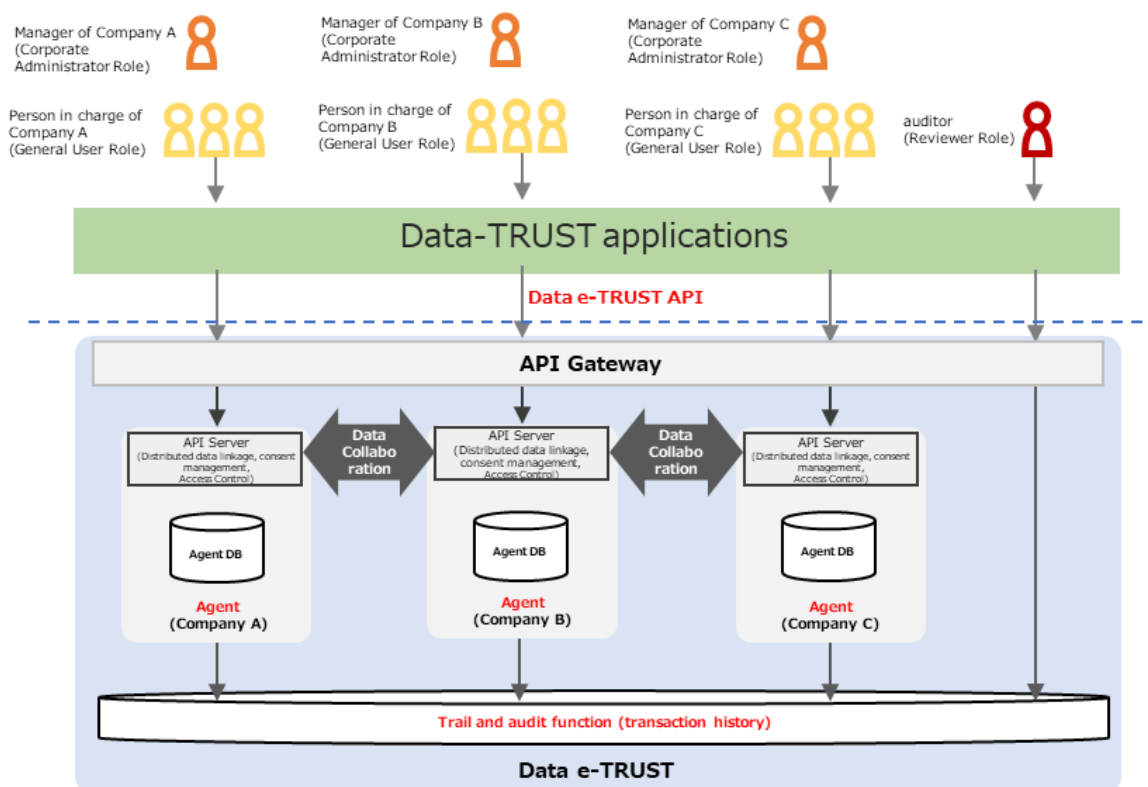 Manager of Company A
(Corporate
Administrator Role)
Manager of Company B
(Corporate
Administrator Role)
Manager of Company C
(Corporate
Administrator Role)
Person in charge of
Company A
(General User Role)
Person in charge of
Company B
(General User Role)
Person in charge of
Company C
(General User Role)
auditor
(Reviewer Role)
Data-TRUST applications
Data e-TRUST API
API Gateway
API Server
(Distributed data linkage, consent
management,
Access Control)
Data
Collabo
ration
API Server
(Distributed data linkage,
consent management,
Access Control)
Data
Collabo
ration
API Server
(Distributed data linkage, consent
management,
Access Control)
Agent DB
Agent DB
Agent DB
Agent
(Company A)
Agent
(Company B)
Agent
(Company C)
Trail and audit function (transaction history)
Data e-TRUST